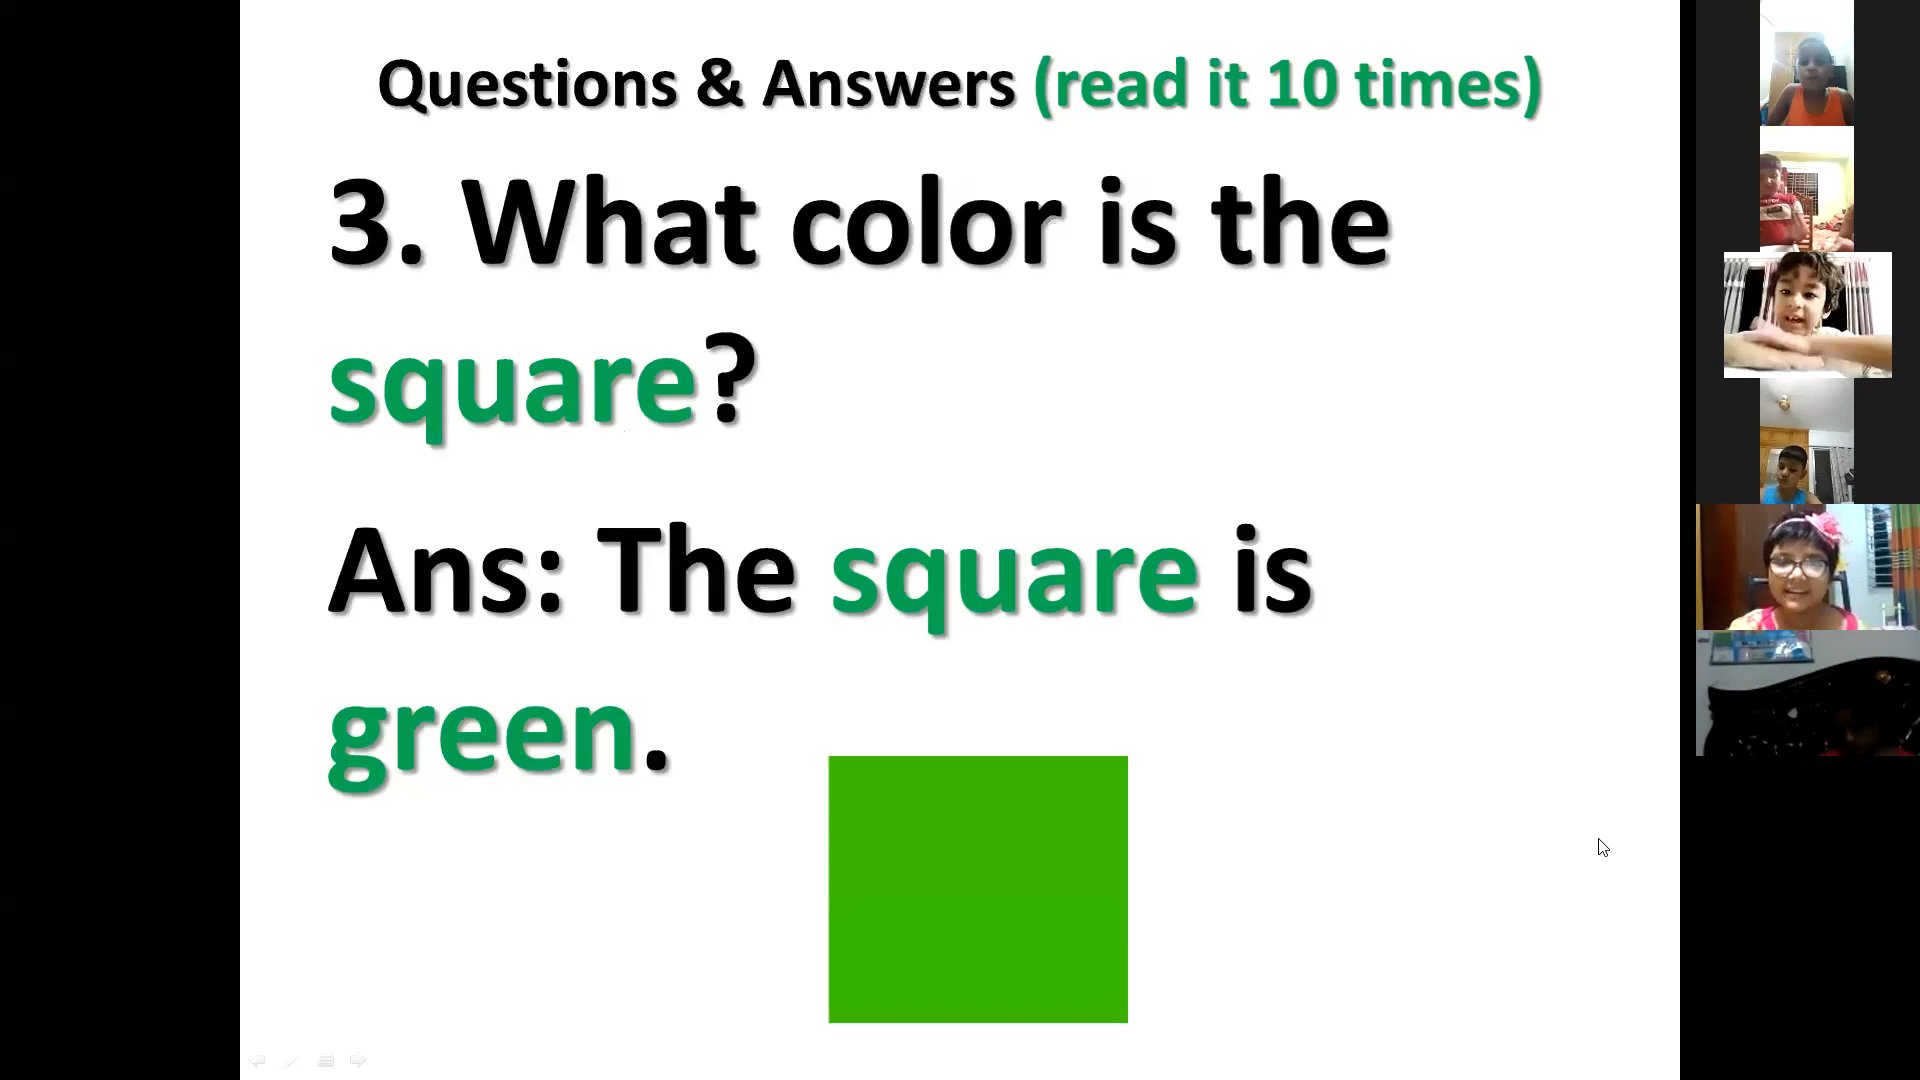 Questions & Answers (read it 10 times)
3. What color is the
square?
Ans: The square is
green.